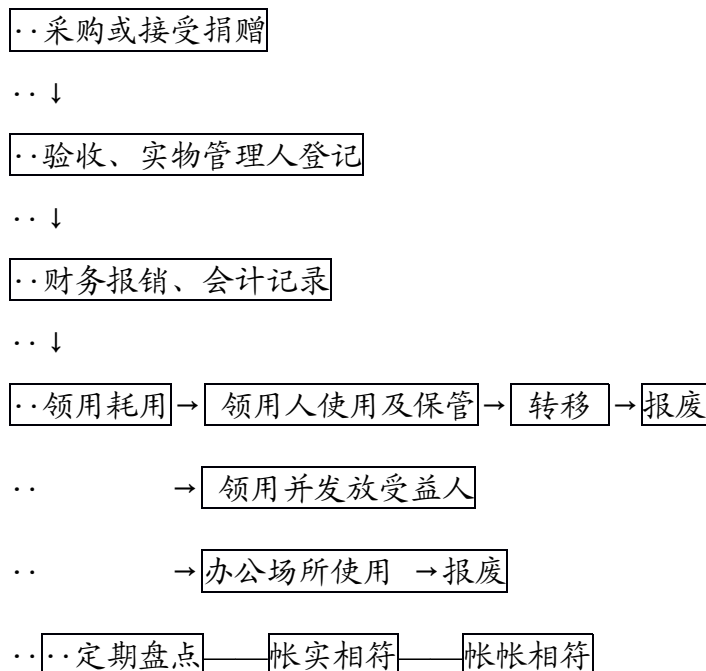 ··采购或接受捐赠
··↓
··验收、实物管理人登记
··↓
··财务报销、会计记录
··↓
··领用耗用→ 领用人使用及保管→ 转移 →报废
·· → 领用并发放受益人
·· →办公场所使用 →报废
····定期盘点——帐实相符——帐帐相符